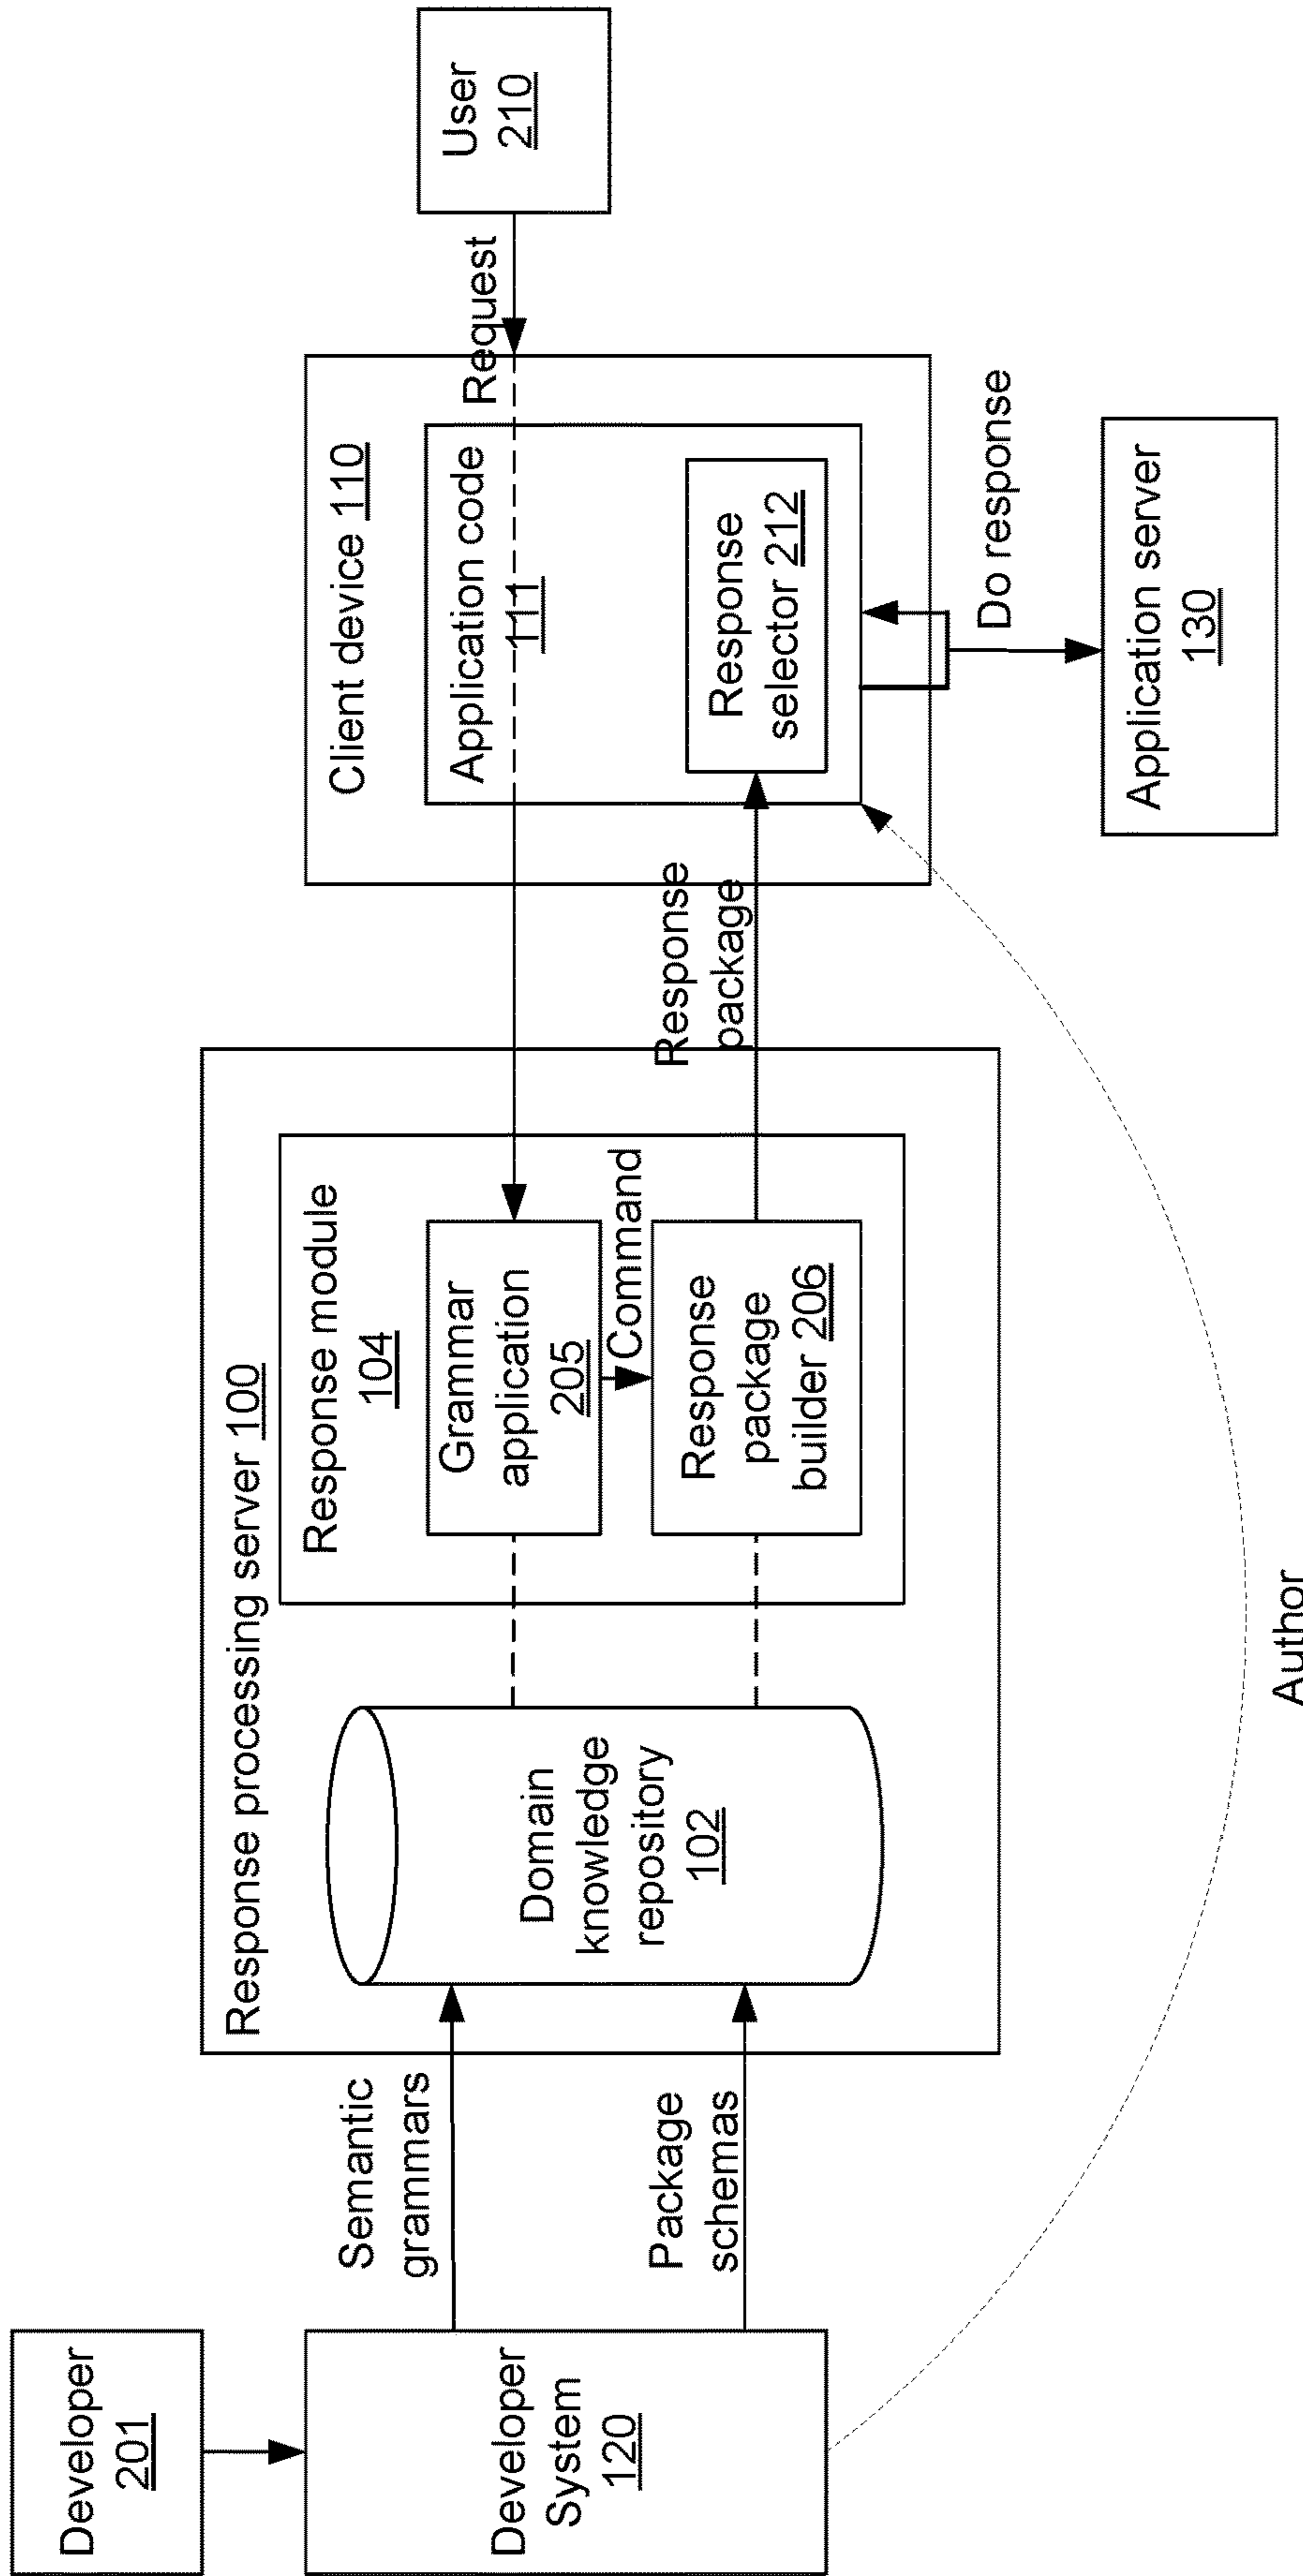 Developer
201
Developer
System
120
Semantic
grammars
Package
schemas
Response processing server 100
Domain
knowledge
repository
102
Response module
104
Grammar
application
205
Command
Response
package
builder 206
Response
package
Client device 110
Application code
111
Response
selector 212
Request
User
210
Do response
Application server
130
Author